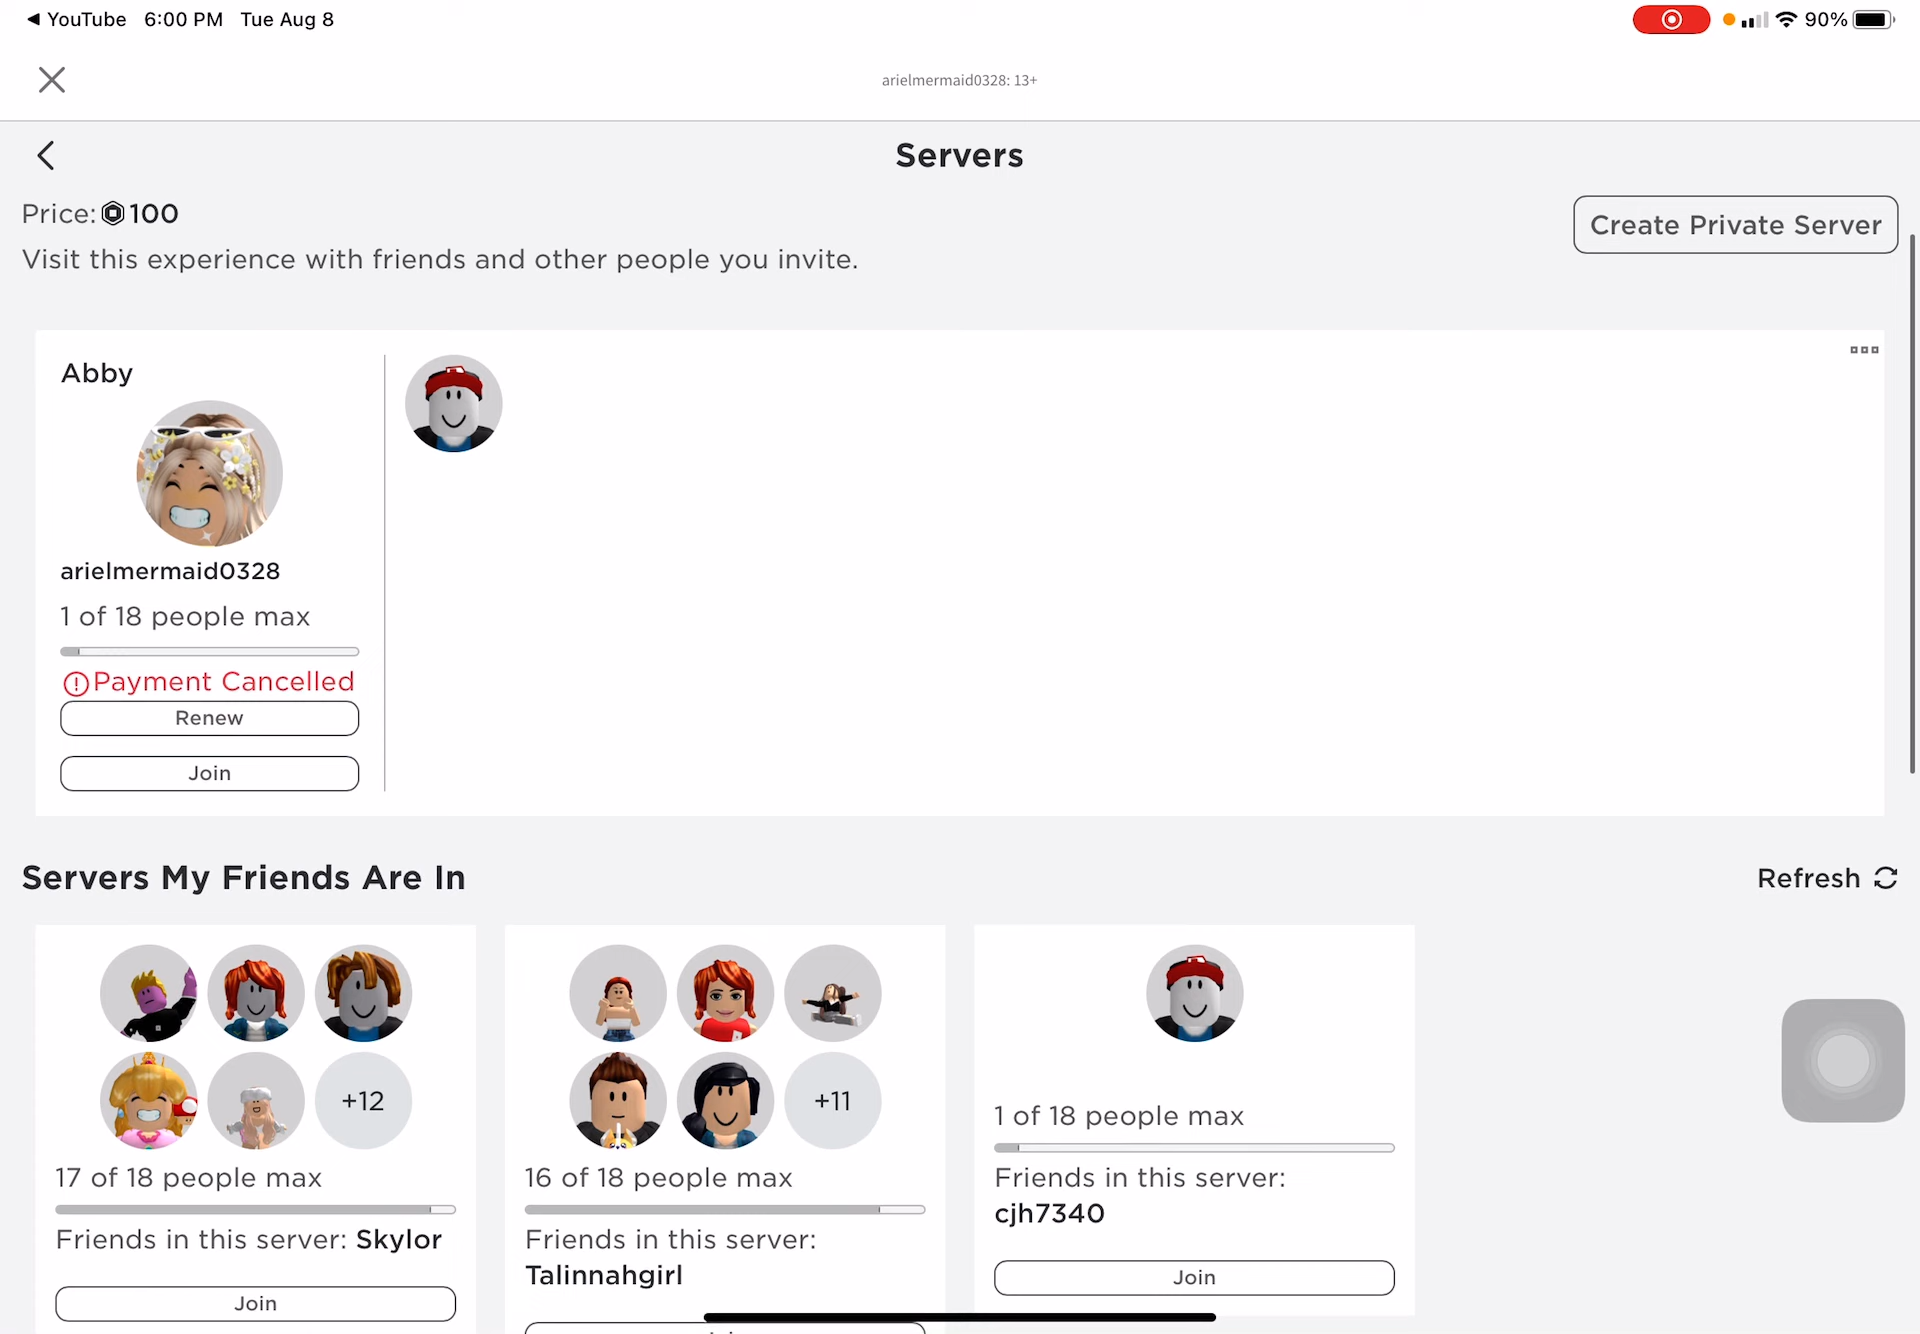 ◀ YouTube 6:00 PM Tue Aug 8
90%
arielmermaid0328: 13+
Servers
Price: 100
Create Private Server
Visit this experience with friends and other people you invite.
Abby
arielmermaid0328
1 of 18 people max
Payment Cancelled
Renew
Join
Servers My Friends Are In
Refresh
+12
17 of 18 people max
Friends in this server: Skylor
Join
+11
16 of 18 people max
Friends in this server:
Talinnahgirl
1 of 18 people max
Friends in this server:
cjh7340
Join